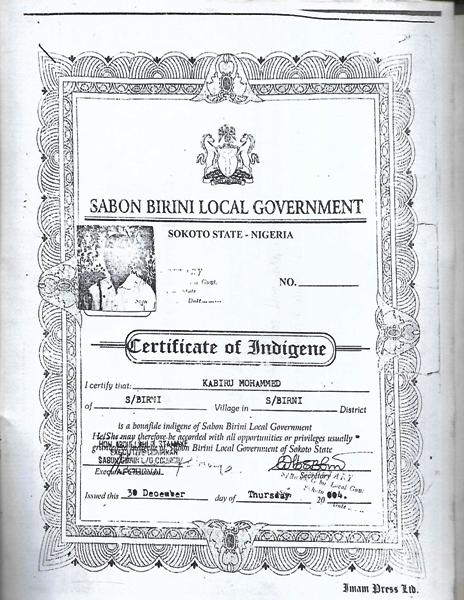 SABON BIRINI LOCAL GOVERNMENT
SOKOTO STATE - NIGERIA
NO.
Certificate of Indigene
I certify that: KABIRU MOHAMMED
of S/BIRNI Village in S/BIRNI District
is a bonafide indigene of Sabon Birini Local Government
He/She may therefore be accorded with all opportunities or privileges usually
of Sabon Birini Local Government of Sokoto State
Secretary
Issued this 30 December day of Thursday 20 004.
Imam Press Ltd.